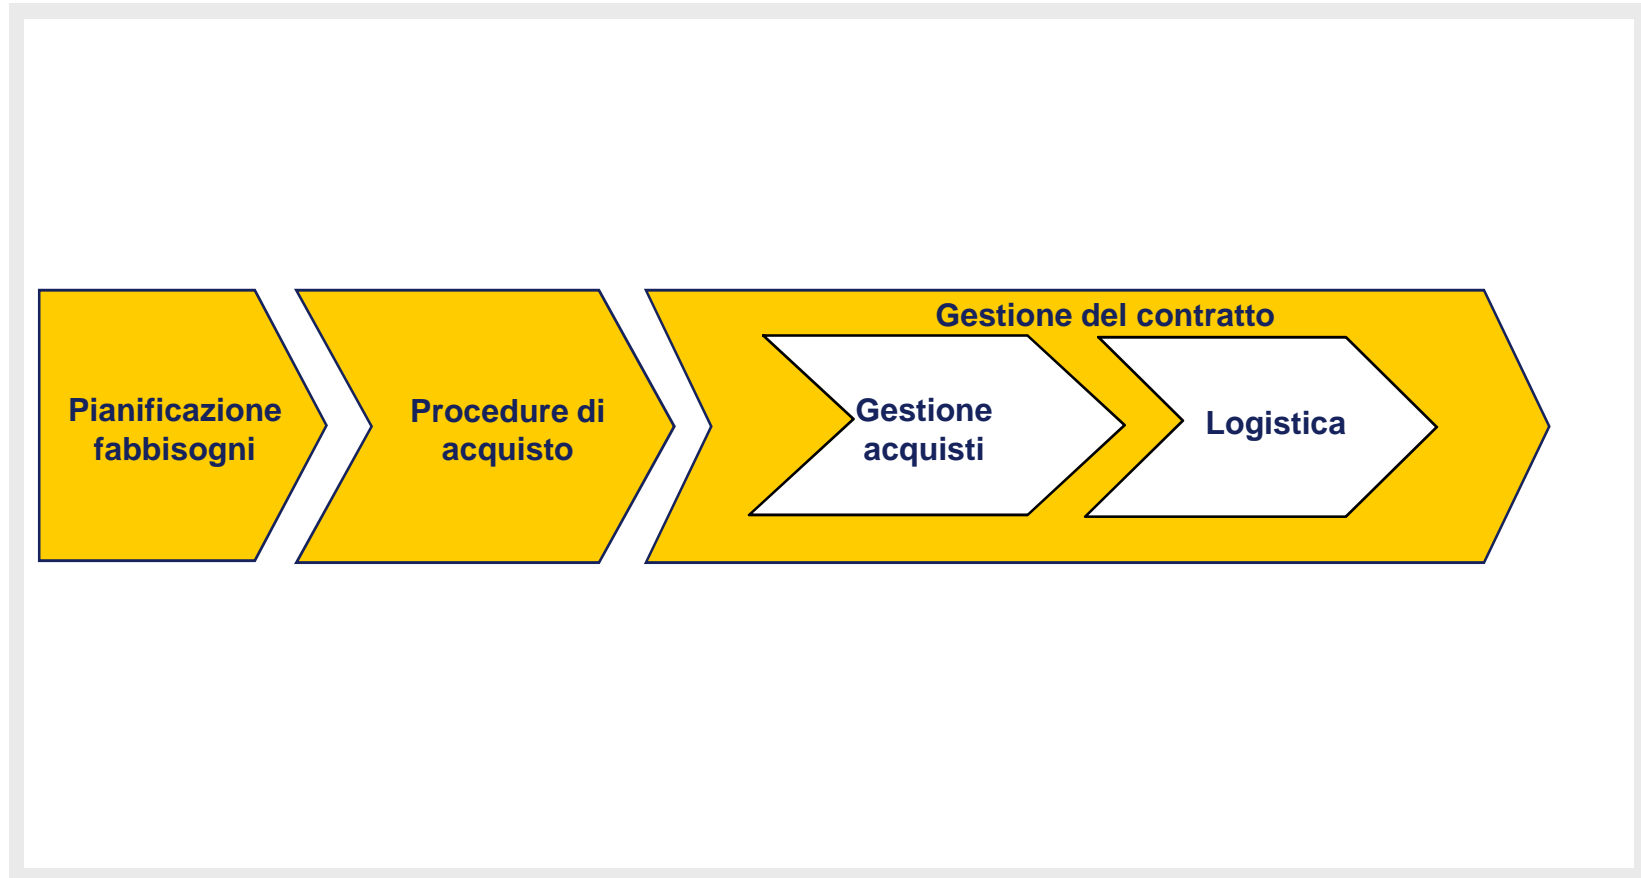 Pianificazione
fabbisogni
Procedure di
acquisto
Gestione del contratto
Gestione
acquisti
Logistica